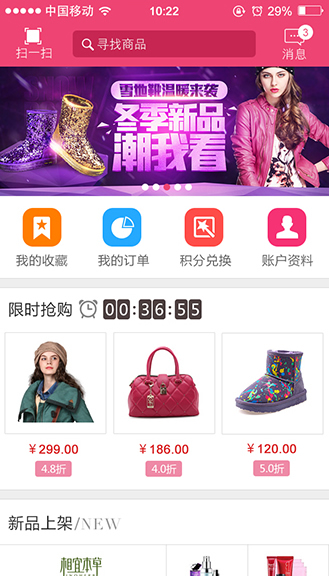 中国移动 10:22 29%
扫一扫 寻找商品 消息 3
雪地靴温暖来袭
冬季新品
潮我看
我的收藏 我的订单 积分兑换 账户资料
限时抢购 00:36:55
¥299.00 ¥186.00 ¥120.00
4.8折 4.0折 5.0折
新品上架/NEW
相宜本草